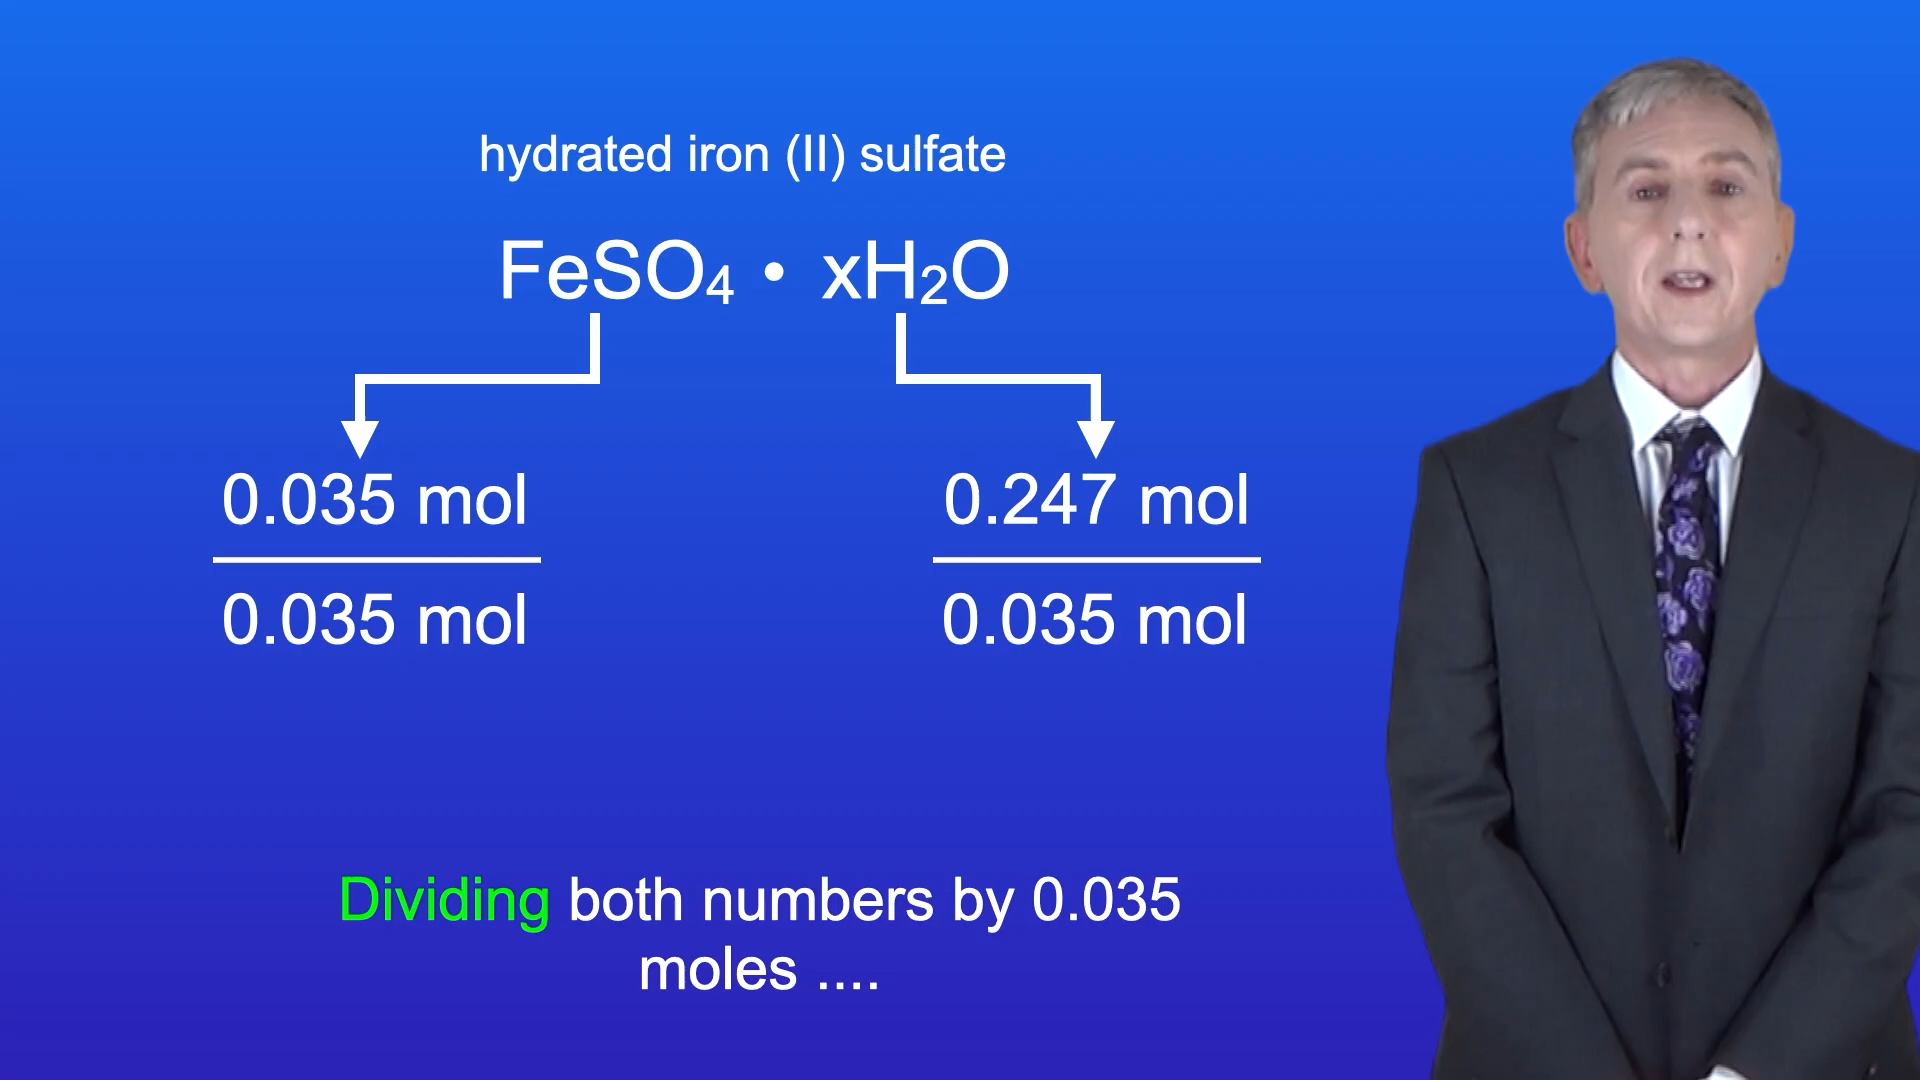 hydrated iron (II) sulfate
FeSO₄ • xH₂O
0.035 mol
0.035 mol
0.247 mol
0.035 mol
Dividing both numbers by 0.035
moles ....